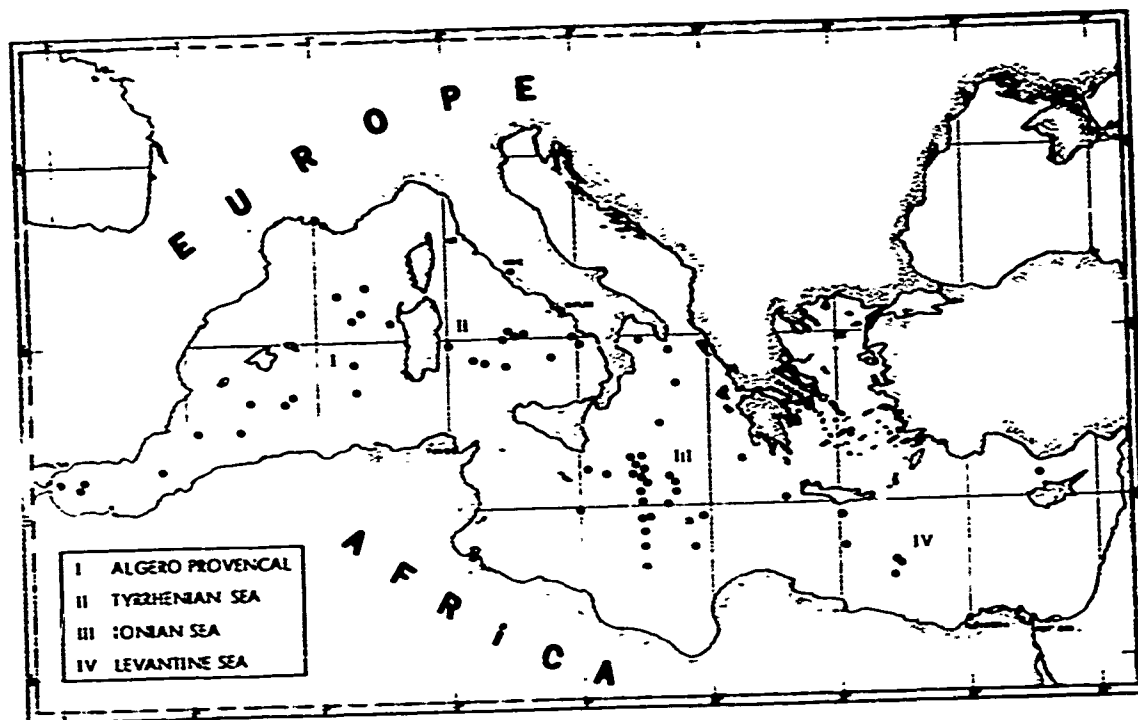 EUROPE
II
I
III
IV
AFRiCA
I ALGERO PROVENCAL
II TYRRHENIAN SEA
III IONIAN SEA
IV LEVANTINE SEA